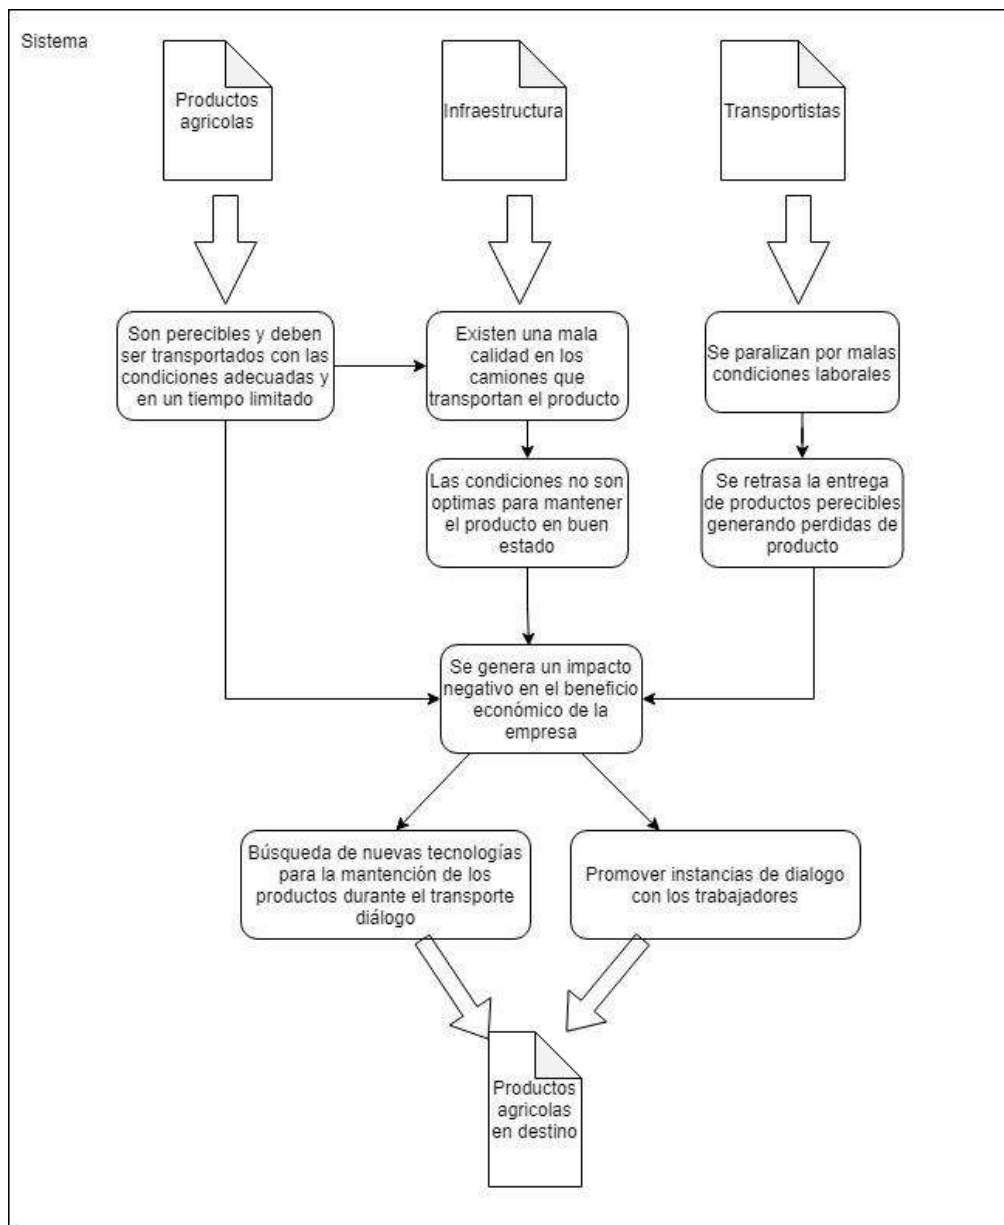 Sistema
Productos
agricolas
Infraestructura
Transportistas
Son perecibles y deben
ser transportados con las
condiciones adecuadas y
en un tiempo limitado
Existen una mala
calidad en los
camiones que
transportan el producto
Se paralizan por malas
condiciones laborales
Las condiciones no son
optimas para mantener
el producto en buen
estado
Se retrasa la entrega
de productos perecibles
generando perdidas de
producto
Se genera un impacto
negativo en el beneficio
económico de la
empresa
Búsqueda de nuevas tecnologías
para la mantención de los
productos durante el transporte
diálogo
Promover instancias de dialogo
con los trabajadores
Productos
agricolas
en destino